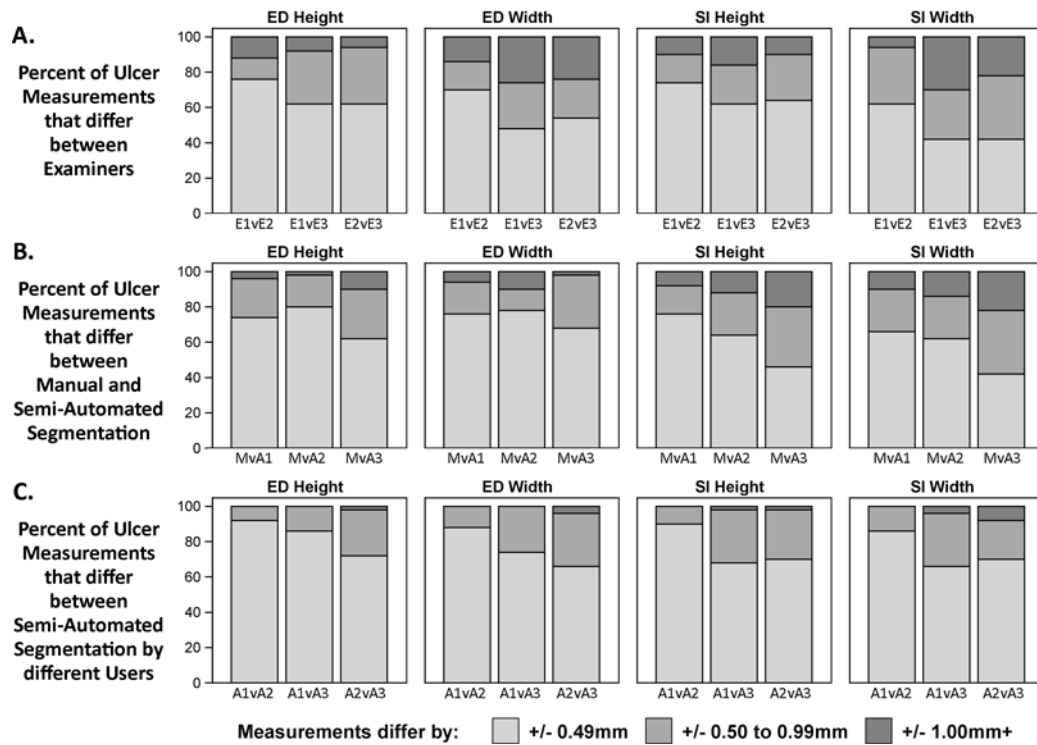 A.
Percent of Ulcer
Measurements
that differ
between
Examiners
ED Height
ED Width
SI Height
SI Width
100
80
60
40
20
0
E1vE2 E1vE3 E2vE3
E1vE2 E1vE3 E2vE3
E1vE2 E1vE3 E2vE3
E1vE2 E1vE3 E2vE3
B.
Percent of Ulcer
Measurements
that differ
between
Manual and
Semi-Automated
Segmentation
ED Height
ED Width
SI Height
SI Width
100
80
60
40
20
0
MvA1 MvA2 MvA3
MvA1 MvA2 MvA3
MvA1 MvA2 MvA3
MvA1 MvA2 MvA3
C.
Percent of Ulcer
Measurements
that differ
between
Semi-Automated
Segmentation by
different Users
ED Height
ED Width
SI Height
SI Width
100
80
60
40
20
0
A1vA2 A1vA3 A2vA3
A1vA2 A1vA3 A2vA3
A1vA2 A1vA3 A2vA3
A1vA2 A1vA3 A2vA3
Measurements differ by: +/- 0.49mm +/- 0.50 to 0.99mm +/- 1.00mm+